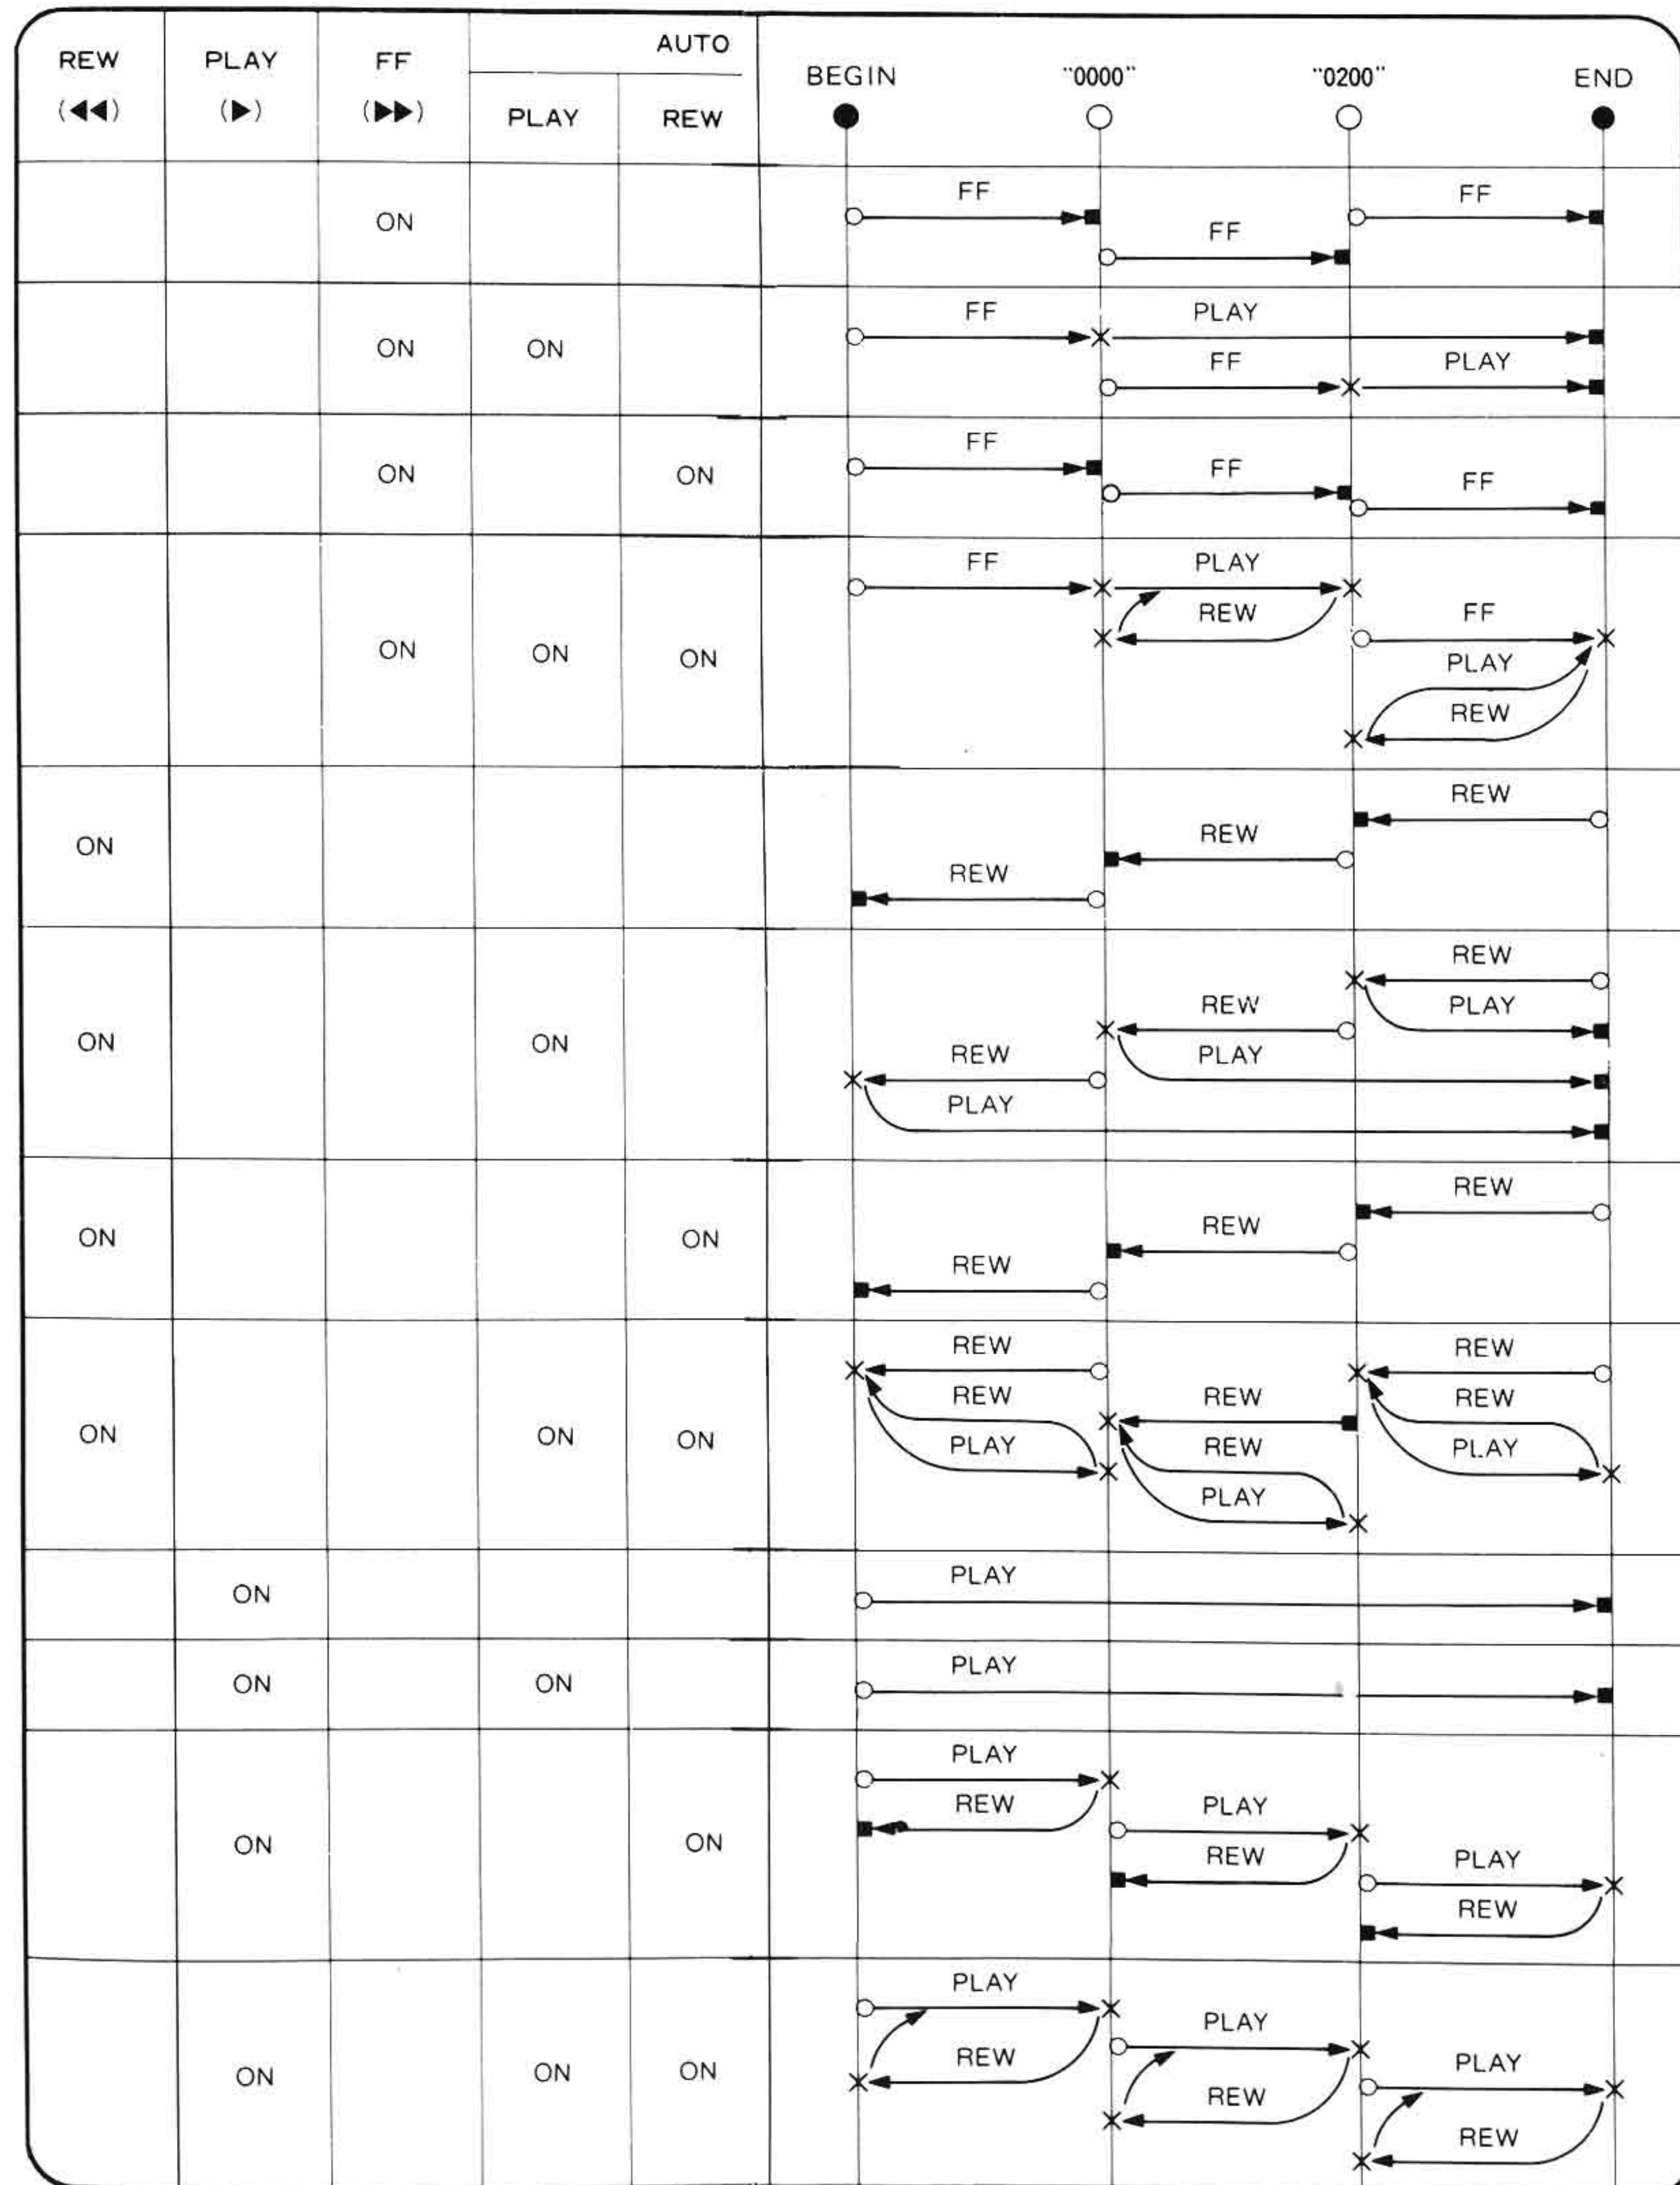 REW PLAY FF AUTO
(◀◀) (▶) (▶▶) PLAY REW
BEGIN "0000" "0200" END
ON
FF FF
FF
ON ON
FF PLAY
FF PLAY
ON ON
FF
FF
FF
ON ON ON
FF PLAY
REW FF
PLAY
REW
ON
REW
REW
REW
ON ON
REW
REW PLAY
REW PLAY
PLAY
ON ON
REW
REW
REW
ON ON ON
REW REW
REW REW REW
PLAY REW PLAY
PLAY
ON
PLAY
ON ON
PLAY
ON ON
PLAY
REW PLAY
REW PLAY
REW
ON ON ON
PLAY
PLAY
REW PLAY
REW
REW